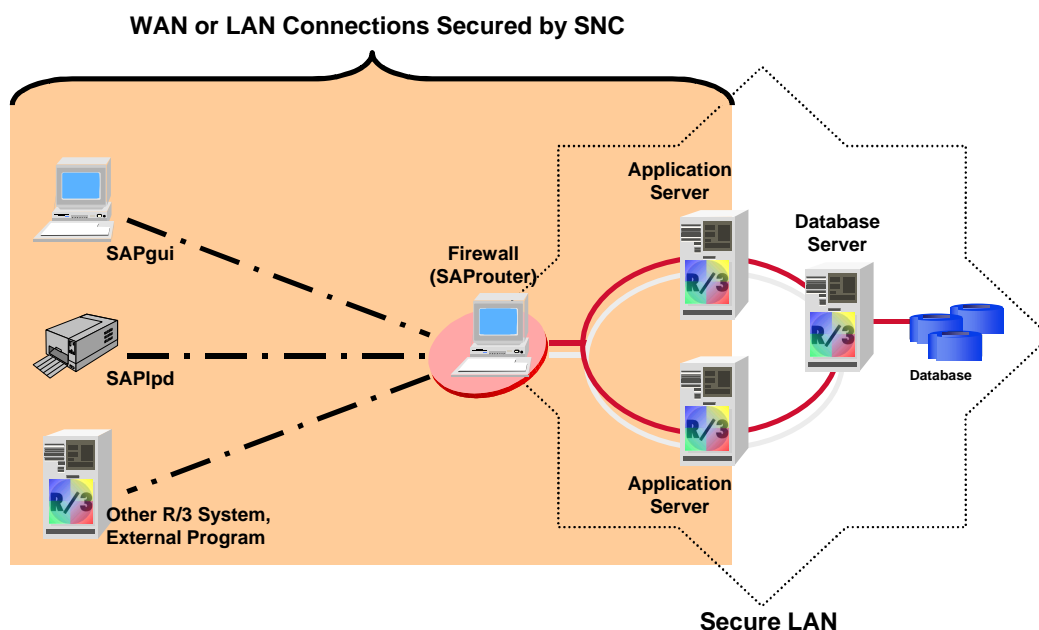 WAN or LAN Connections Secured by SNC
Application
Server
Database
Server
SAPgui
Firewall
(SAProuter)
R/3
R/3
SAPlpd
Database
R/3
R/3
Other R/3 System,
External Program
Application
Server
Secure LAN